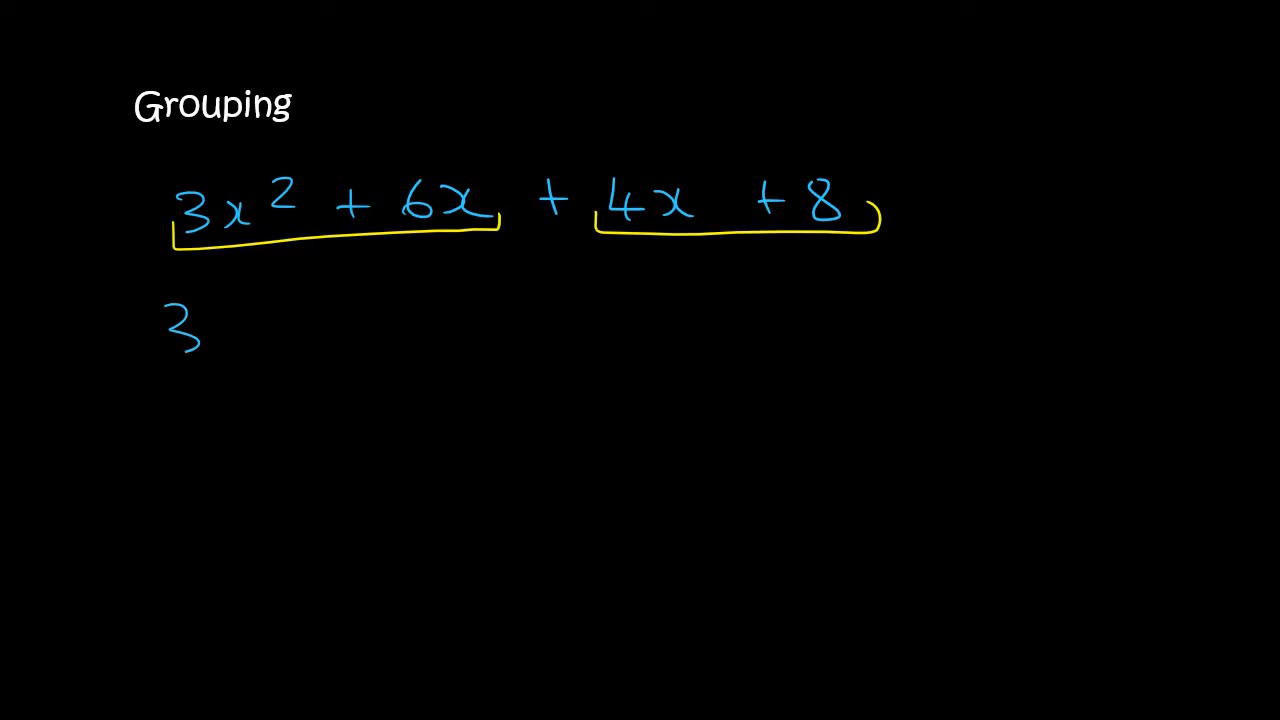 Grouping
3x² + 6x + 4x + 8
3